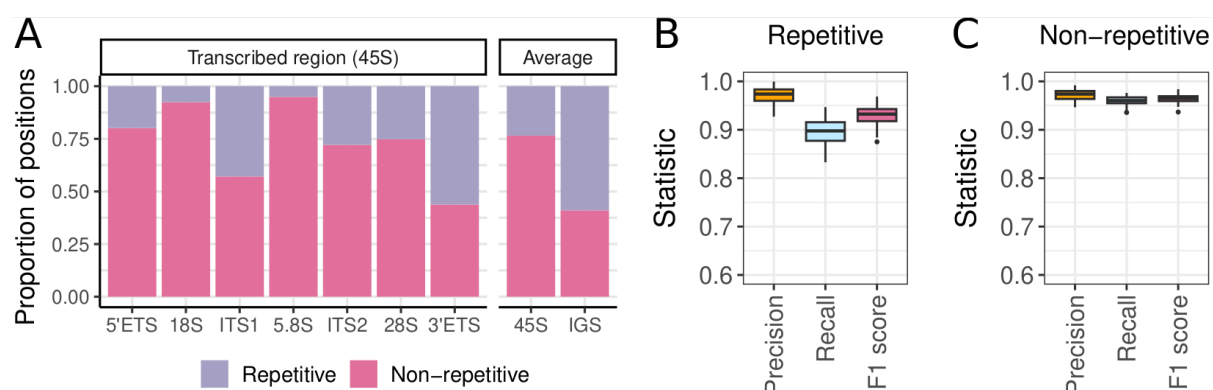 A
Transcribed region (45S)
Average
Proportion of positions
1.00
0.75
0.50
0.25
0.00
5'ETS 18S ITS1 5.8S ITS2 28S 3'ETS
45S IGS
Repetitive Non−repetitive
B
Repetitive
Statistic
1.0
0.9
0.8
0.7
0.6
Precision
Recall
F1 score
C
Non−repetitive
Statistic
1.0
0.9
0.8
0.7
0.6
Precision
Recall
F1 score